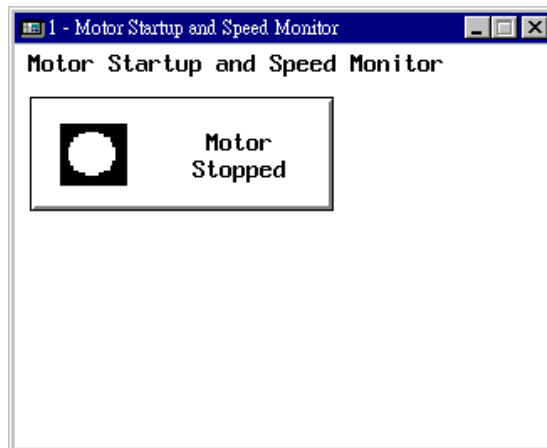 1 - Motor Startup and Speed Monitor
Motor Startup and Speed Monitor
Motor
Stopped